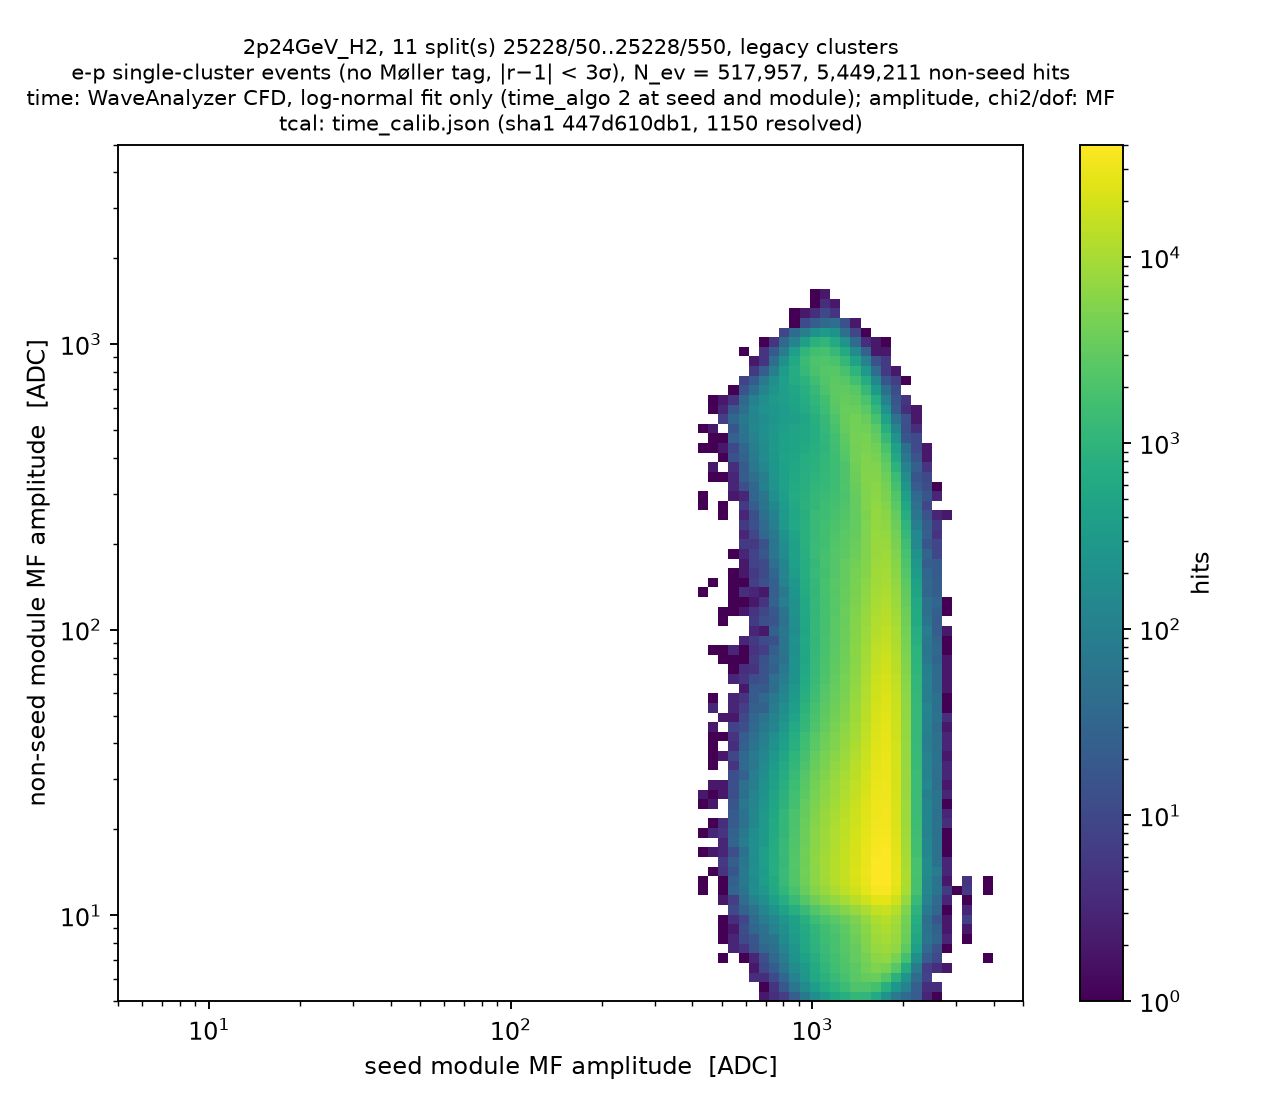 2p24GeV_H2, 11 split(s) 25228/50..25228/550, legacy clusters
e-p single-cluster events (no Møller tag, |r−1| < 3σ), N_ev = 517,957, 5,449,211 non-seed hits
time: WaveAnalyzer CFD, log-normal fit only (time_algo 2 at seed and module); amplitude, chi2/dof: MF
tcal: time_calib.json (sha1 447d610db1, 1150 resolved)
non-seed module MF amplitude [ADC]
10³
10²
10¹
10¹
10²
10³
seed module MF amplitude [ADC]
10⁴
10³
10²
10¹
10⁰
hits